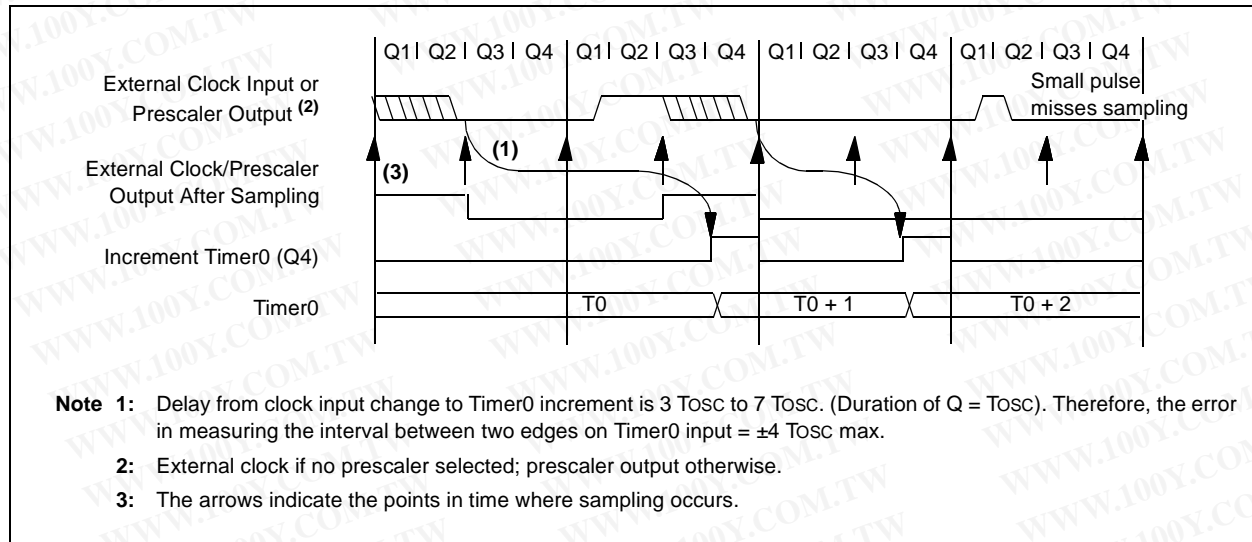 Q1 Q2 Q3 Q4 Q1 Q2 Q3 Q4 Q1 Q2 Q3 Q4 Q1 Q2 Q3 Q4
External Clock Input or
Prescaler Output (2)
Small pulse
misses sampling
(1)
(3)
External Clock/Prescaler
Output After Sampling
Increment Timer0 (Q4)
Timer0
T0 T0 + 1 T0 + 2
Note 1: Delay from clock input change to Timer0 increment is 3 TOSC to 7 TOSC. (Duration of Q = TOSC). Therefore, the error
in measuring the interval between two edges on Timer0 input = ±4 TOSC max.
2: External clock if no prescaler selected; prescaler output otherwise.
3: The arrows indicate the points in time where sampling occurs.
WWW.100Y.COM.TW